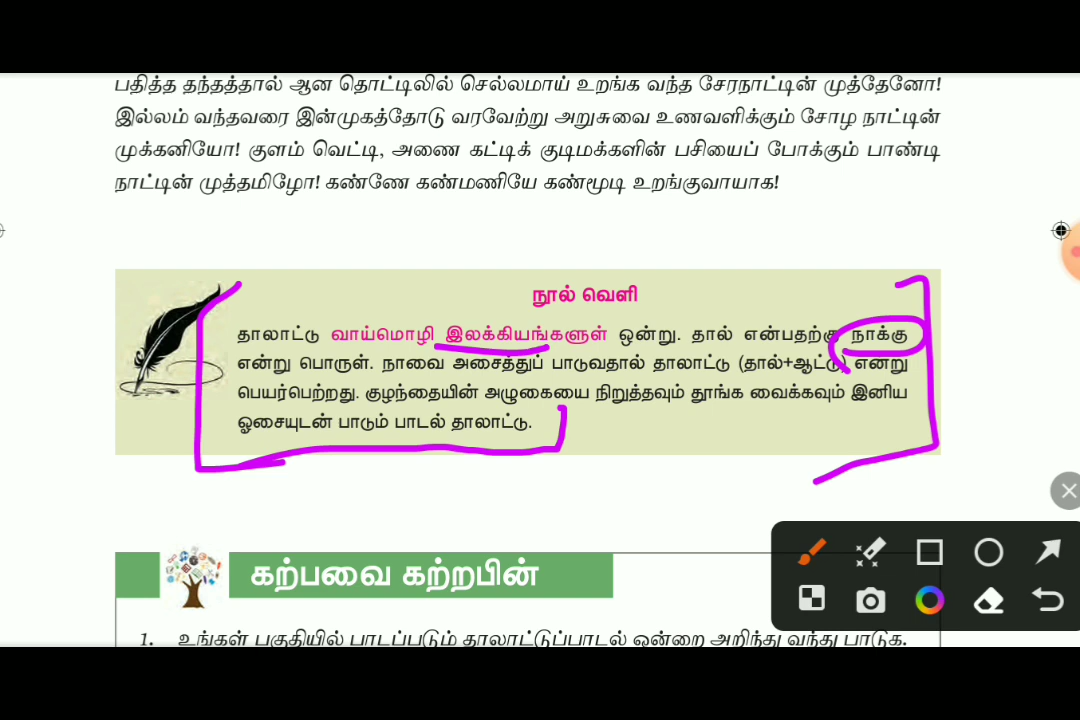 பதித்த தந்தத்தால் ஆன தொட்டிலில் செல்லமாய் உறங்க வந்த சேரநாட்டின் முத்தேனோ!
இல்லம் வந்தவரை இன்முகத்தோடு வரவேற்று அறுசுவை உணவளிக்கும் சோழ நாட்டின்
முக்கனியோ! குளம் வெட்டி, அணை கட்டிக் குடிமக்களின் பசியைப் போக்கும் பாண்டி
நாட்டின் முத்தமிழோ! கண்ணே கண்மணியே கண்மூடி உறங்குவாயாக!
நூல் வெளி
தாலாட்டு வாய்மொழி இலக்கியங்களுள் ஒன்று. தால் என்பதற்கு நாக்கு
என்று பொருள். நாவை அசைத்துப் பாடுவதால் தாலாட்டு (தால்+ஆட்டு) என்று
பெயர்பெற்றது. குழந்தையின் அழுகையை நிறுத்தவும் தூங்க வைக்கவும் இனிய
ஓசையுடன் பாடும் பாடல் தாலாட்டு.
கற்பவை கற்றபின்
1. உங்கள் பகுதியில் பாடப்படும் தாலாட்டுப்பாடல் ஒன்றை அறிந்து வந்து பாடுக.